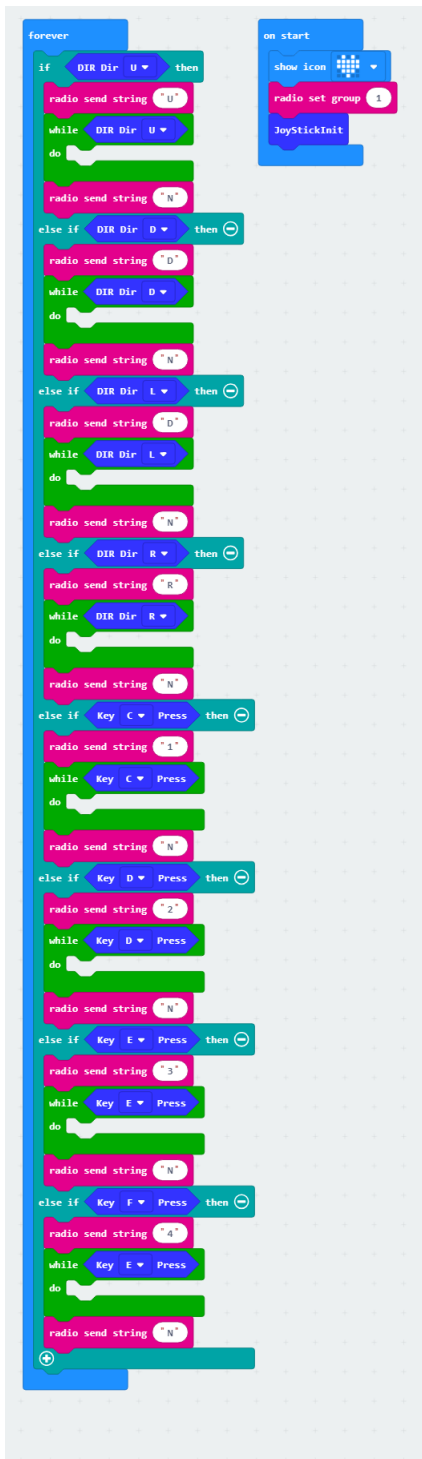 forever
if DIR Dir U then
radio send string "U"
while DIR Dir U
do
radio send string "N"
else if DIR Dir D then
radio send string "D"
while DIR Dir D
do
radio send string "N"
else if DIR Dir L then
radio send string "D"
while DIR Dir L
do
radio send string "N"
else if DIR Dir R then
radio send string "R"
while DIR Dir R
do
radio send string "N"
else if Key C Press then
radio send string "1"
while Key C Press
do
radio send string "N"
else if Key D Press then
radio send string "2"
while Key D Press
do
radio send string "N"
else if Key E Press then
radio send string "3"
while Key E Press
do
radio send string "N"
else if Key F Press then
radio send string "4"
while Key E Press
do
radio send string "N"
on start
show icon
radio set group 1
JoyStickInit